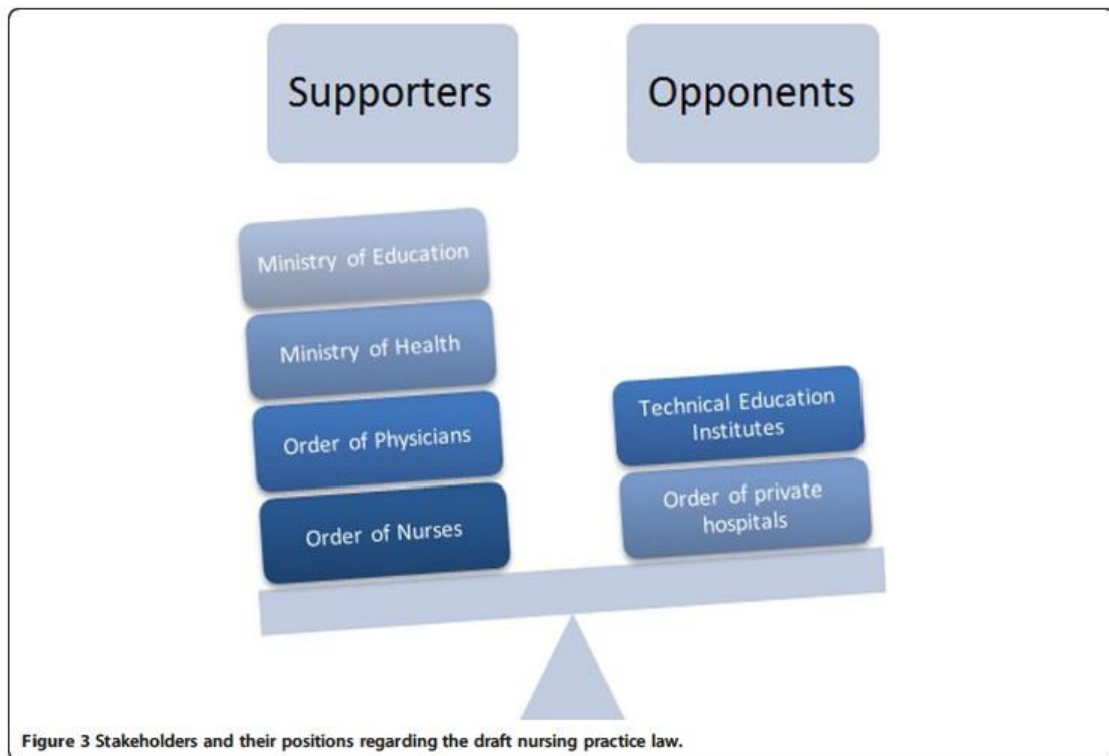 Supporters
Opponents
Ministry of Education
Ministry of Health
Order of Physicians
Order of Nurses
Technical Education
Institutes
Order of private
hospitals
Figure 3 Stakeholders and their positions regarding the draft nursing practice law.